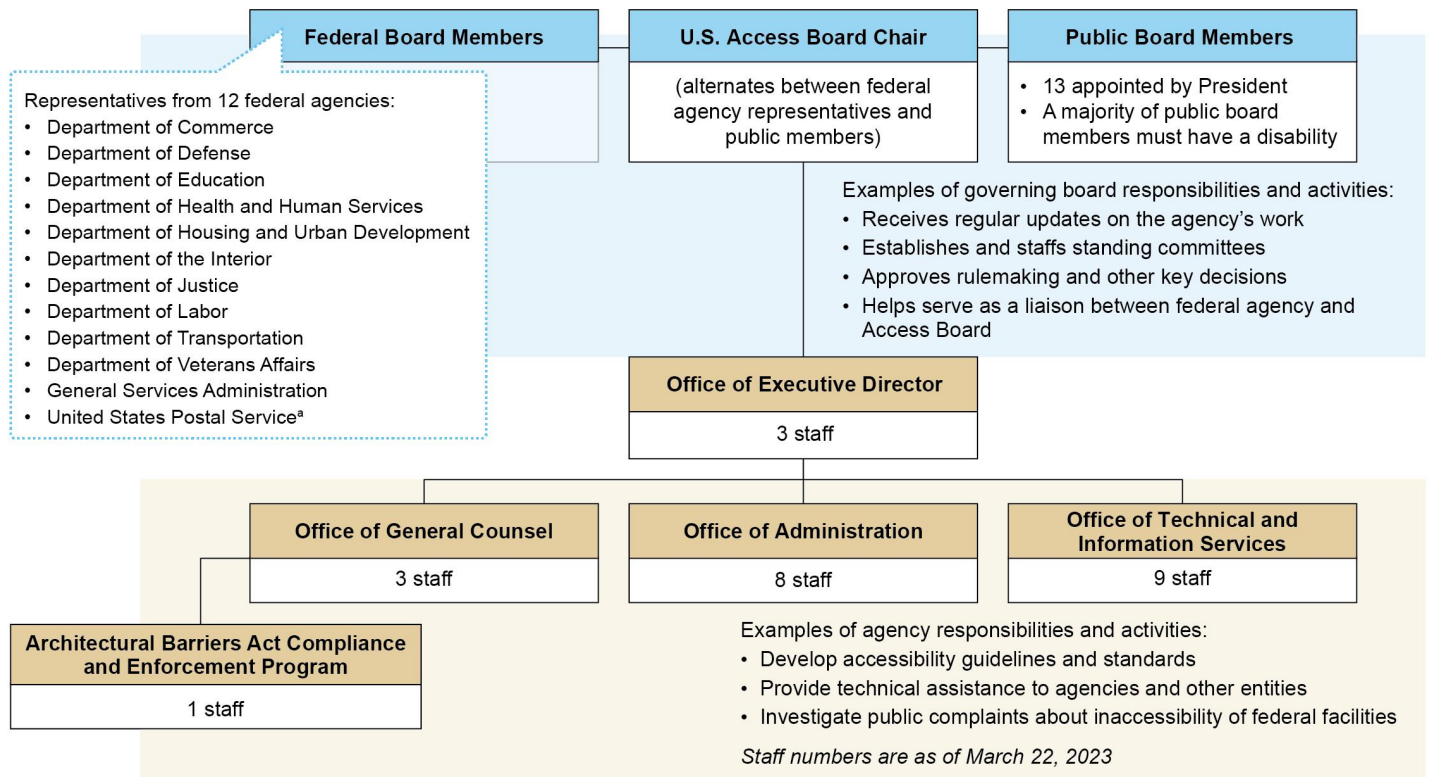 Federal Board Members
Representatives from 12 federal agencies:
• Department of Commerce
• Department of Defense
• Department of Education
• Department of Health and Human Services
• Department of Housing and Urban Development
• Department of the Interior
• Department of Justice
• Department of Labor
• Department of Transportation
• Department of Veterans Affairs
• General Services Administration
• United States Postal Serviceᵃ
U.S. Access Board Chair
(alternates between federal
agency representatives and
public members)
Public Board Members
• 13 appointed by President
• A majority of public board
members must have a disability
Examples of governing board responsibilities and activities:
• Receives regular updates on the agency’s work
• Establishes and staffs standing committees
• Approves rulemaking and other key decisions
• Helps serve as a liaison between federal agency and
Access Board
Office of Executive Director
3 staff
Office of General Counsel
3 staff
Office of Administration
8 staff
Office of Technical and
Information Services
9 staff
Architectural Barriers Act Compliance
and Enforcement Program
1 staff
Examples of agency responsibilities and activities:
• Develop accessibility guidelines and standards
• Provide technical assistance to agencies and other entities
• Investigate public complaints about inaccessibility of federal facilities
Staff numbers are as of March 22, 2023